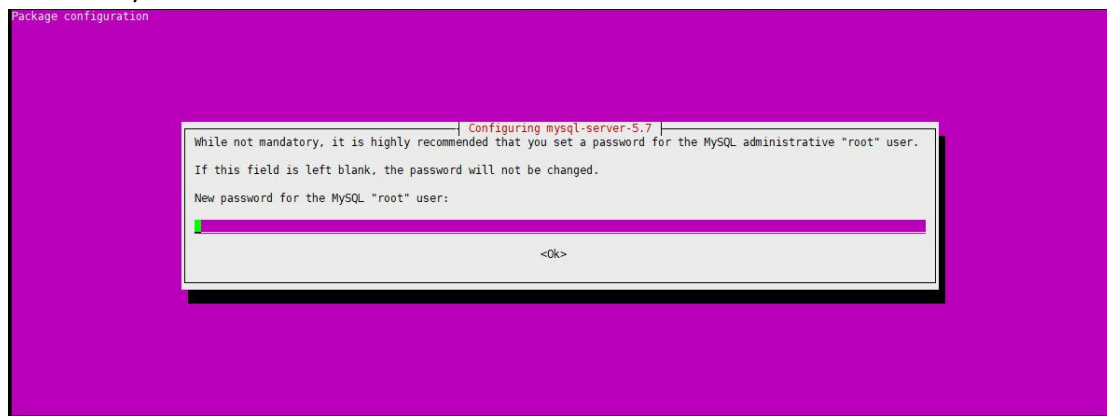 Package configuration
Configuring mysql-server-5.7
While not mandatory, it is highly recommended that you set a password for the MySQL administrative "root" user.
If this field is left blank, the password will not be changed.
New password for the MySQL "root" user:
<Ok>